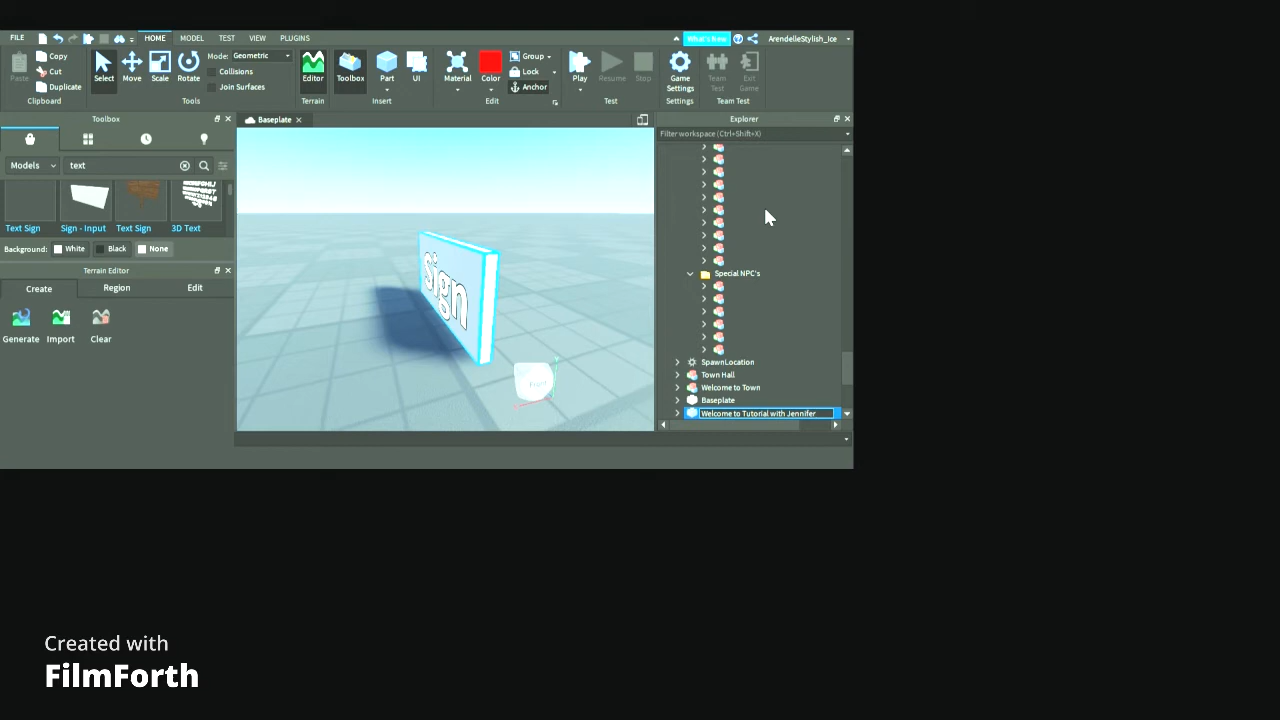 FILE HOME MODEL TEST VIEW PLUGINS What's New ArendelleStylish_Ice
Copy Mode: Geometric Group
Cut Collisions Lock
Paste Duplicate Select Move Scale Rotate Join Surfaces Editor Toolbox Part UI Material Color Anchor Play Resume Stop Game Settings Team Test Exit Game
Clipboard Tools Terrain Insert Edit Test Settings Team Test
Toolbox Baseplate Explorer
Filter workspace (Ctrl+Shift+X)
Models text
Text Sign Sign - Input Text Sign 3D Text
Background: White Black None
Terrain Editor
Create Region Edit
Generate Import Clear
Sign
Front
Special NPC's
SpawnLocation
Town Hall
Welcome to Town
Baseplate
Welcome to Tutorial with Jennifer
Created with
FilmForth